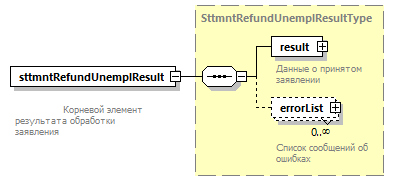 SttmntRefundUnemplResultType
result
Данные о принятом
заявлении
sttmntRefundUnemplResult
Корневой элемент
результата обработки
заявления
errorList
0..∞
Список сообщений об
ошибках